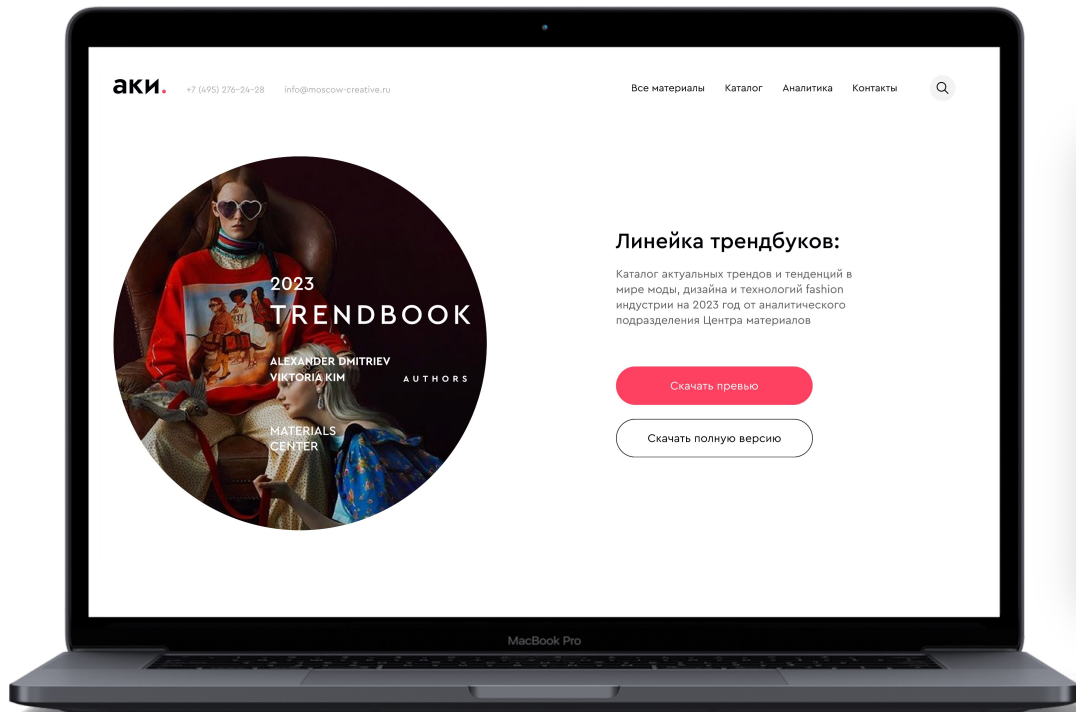 аки.
+7 (495) 276-24-28
info@moscow-creative.ru
Все материалы
Каталог
Аналитика
Контакты
2023
TRENDBOOK
ALEXANDER DMITRIEV
VIKTORIA KIM
AUTHORS
MATERIALS
CENTER
Линейка трендбуков:
Каталог актуальных трендов и тенденций в
мире моды, дизайна и технологий fashion
индустрии на 2023 год от аналитического
подразделения Центра материалов
Скачать превью
Скачать полную версию
MacBook Pro